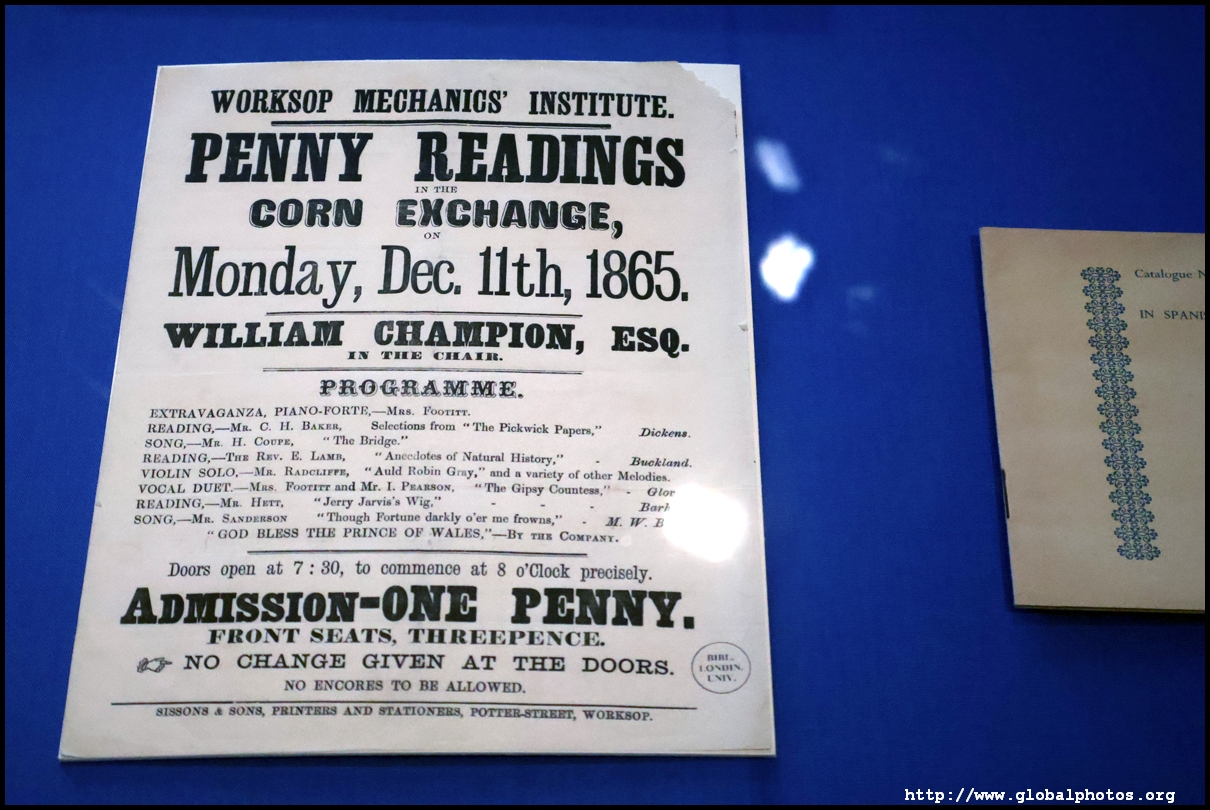 WORKSOP MECHANICS' INSTITUTE.
PENNY READINGS
IN THE
CORN EXCHANGE,
ON
Monday, Dec. 11th, 1865.
WILLIAM CHAMPION, ESQ.
IN THE CHAIR.
PROGRAMME.
EXTRAVAGANZA, PIANO-FORTE,—MRS. FOOTITT.
READING,—MR. C. H. BAKER, Selections from "The Pickwick Papers," Dickens.
SONG,—MR. H. COUPE, "The Bridge."
READING,—THE REV. E. LAMB, "Anecdotes of Natural History," - Buckland.
VIOLIN SOLO.—MR. RADCLIFFE, "Auld Robin Gray," and a variety of other Melodies.
VOCAL DUET.—MRS. FOOTITT and MR. I. PEARSON, "The Gipsy Countess," -
READING,—MR. HETT, "Jerry Jarvis's Wig," - - -
SONG,—MR. SANDERSON "Though Fortune darkly o'er me frowns," - M. W.
"GOD BLESS THE PRINCE OF WALES,"—BY THE COMPANY.
Doors open at 7 : 30, to commence at 8 o'Clock precisely.
ADMISSION-ONE PENNY.
FRONT SEATS, THREEPENCE.
NO CHANGE GIVEN AT THE DOORS.
NO ENCORES TO BE ALLOWED.
SISSONS & SONS, PRINTERS AND STATIONERS, POTTER-STREET, WORKSOP.
BIBL.
LONDIN.
UNIV.
Catalogue
IN
http://www.globalphotos.org